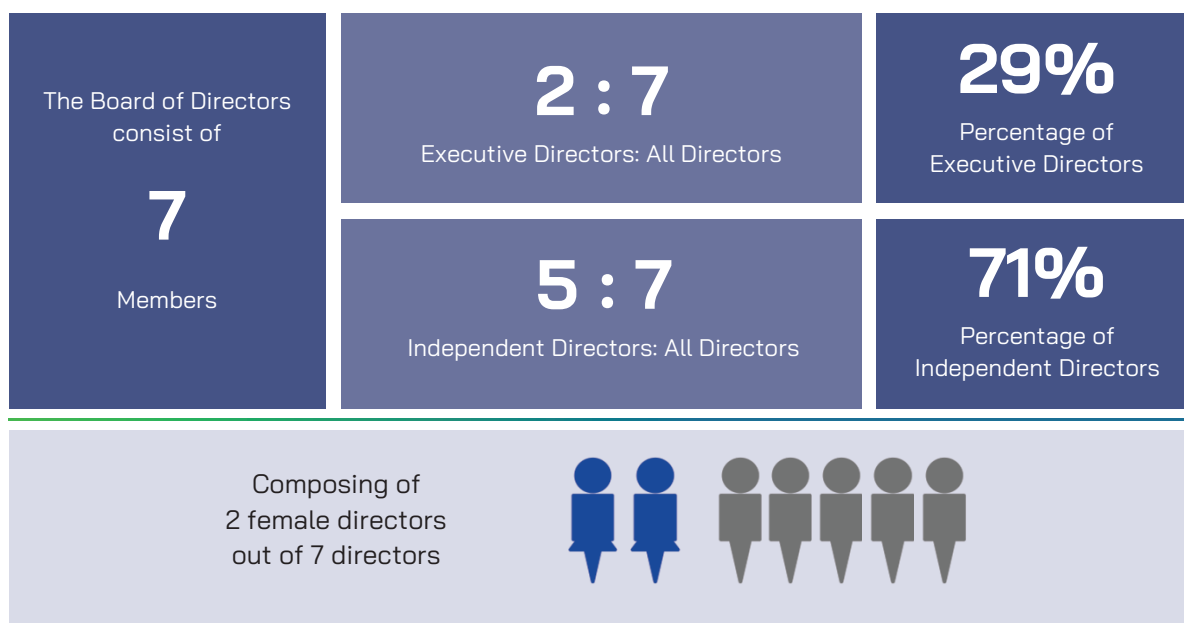 The Board of Directors
consist of
7
Members
2 : 7
Executive Directors: All Directors
29%
Percentage of
Executive Directors
5 : 7
Independent Directors: All Directors
71%
Percentage of
Independent Directors
Composing of
2 female directors
out of 7 directors